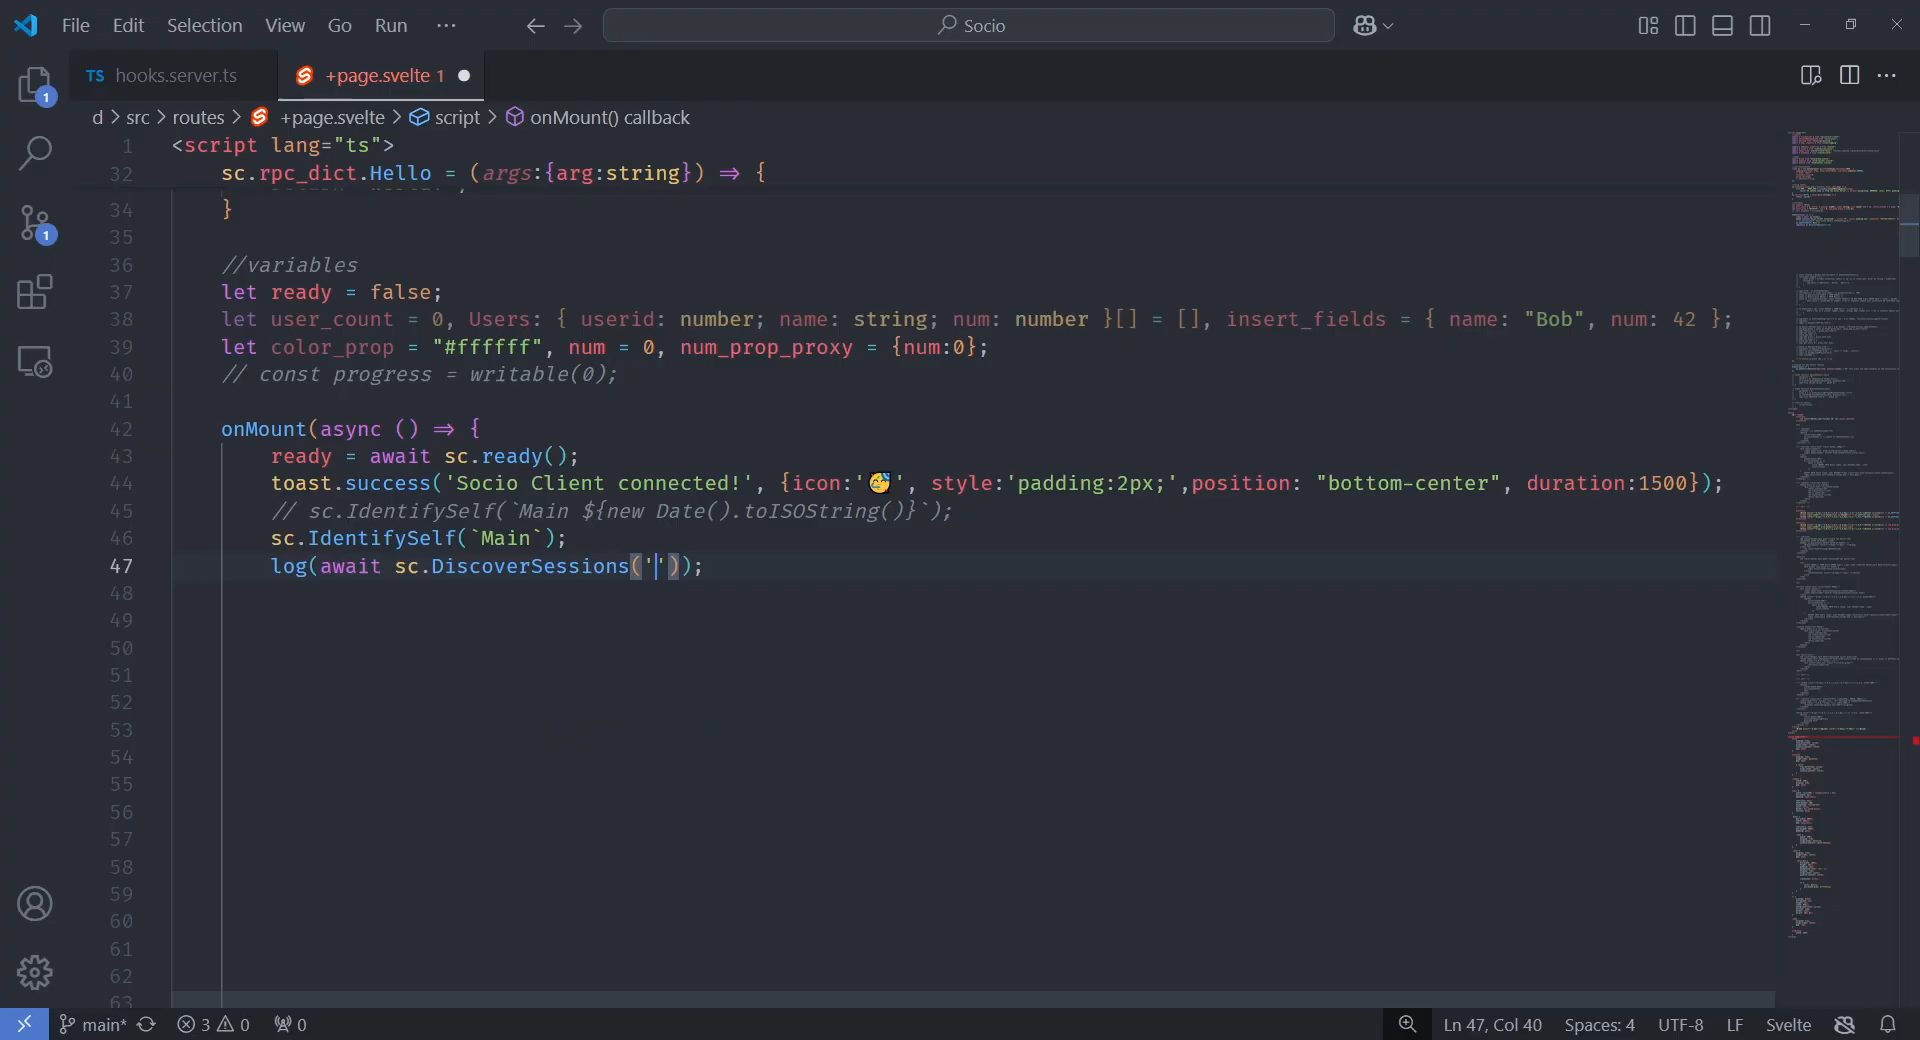 File Edit Selection View Go Run ···
Socio
TS hooks.server.ts
+page.svelte 1
d > src > routes > +page.svelte > script > onMount() callback
1 <script lang="ts">
32 sc.rpc_dict.Hello = (args:{arg:string}) => {
34 }
35
36 //variables
37 let ready = false;
38 let user_count = 0, Users: { userid: number; name: string; num: number }[] = [], insert_fields = { name: "Bob", num: 42 };
39 let color_prop = "#ffffff", num = 0, num_prop_proxy = {num:0};
40 // const progress = writable(0);
41
42 onMount(async () => {
43 ready = await sc.ready();
44 toast.success('Socio Client connected!', {icon:'🥳', style:'padding:2px;',position: "bottom-center", duration:1500});
45 // sc.IdentifySelf(`Main ${new Date().toISOString()}`);
46 sc.IdentifySelf(`Main`);
47 log(await sc.DiscoverSessions(''));
48
49
50
51
52
53
54
55
56
57
58
59
60
61
62
63
1
1
main* 3 0 0 Ln 47, Col 40 Spaces: 4 UTF-8 LF Svelte